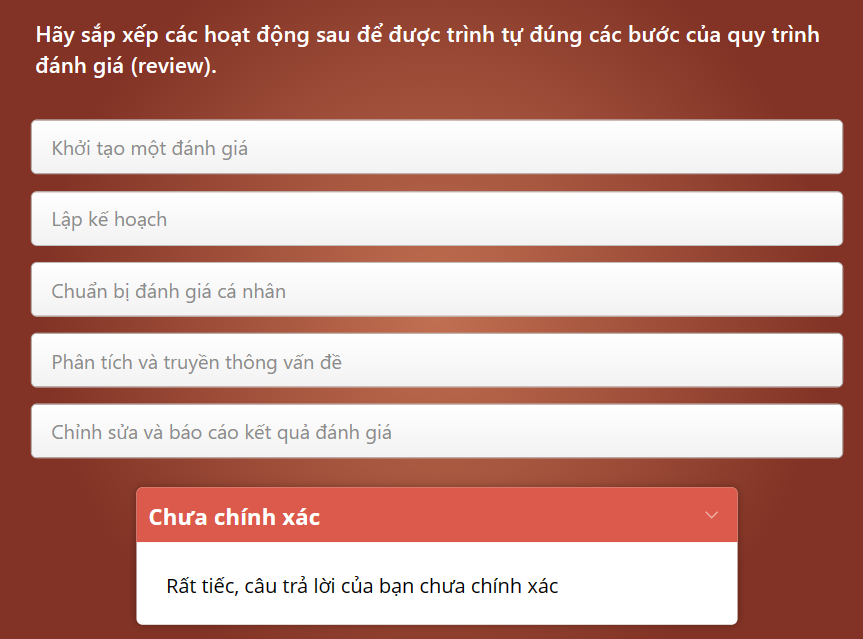 Hãy sắp xếp các hoạt động sau để được trình tự đúng các bước của quy trình
đánh giá (review).
Khởi tạo một đánh giá
Lập kế hoạch
Chuẩn bị đánh giá cá nhân
Phân tích và truyền thông vấn đề
Chỉnh sửa và báo cáo kết quả đánh giá
Chưa chính xác
Rất tiếc, câu trả lời của bạn chưa chính xác